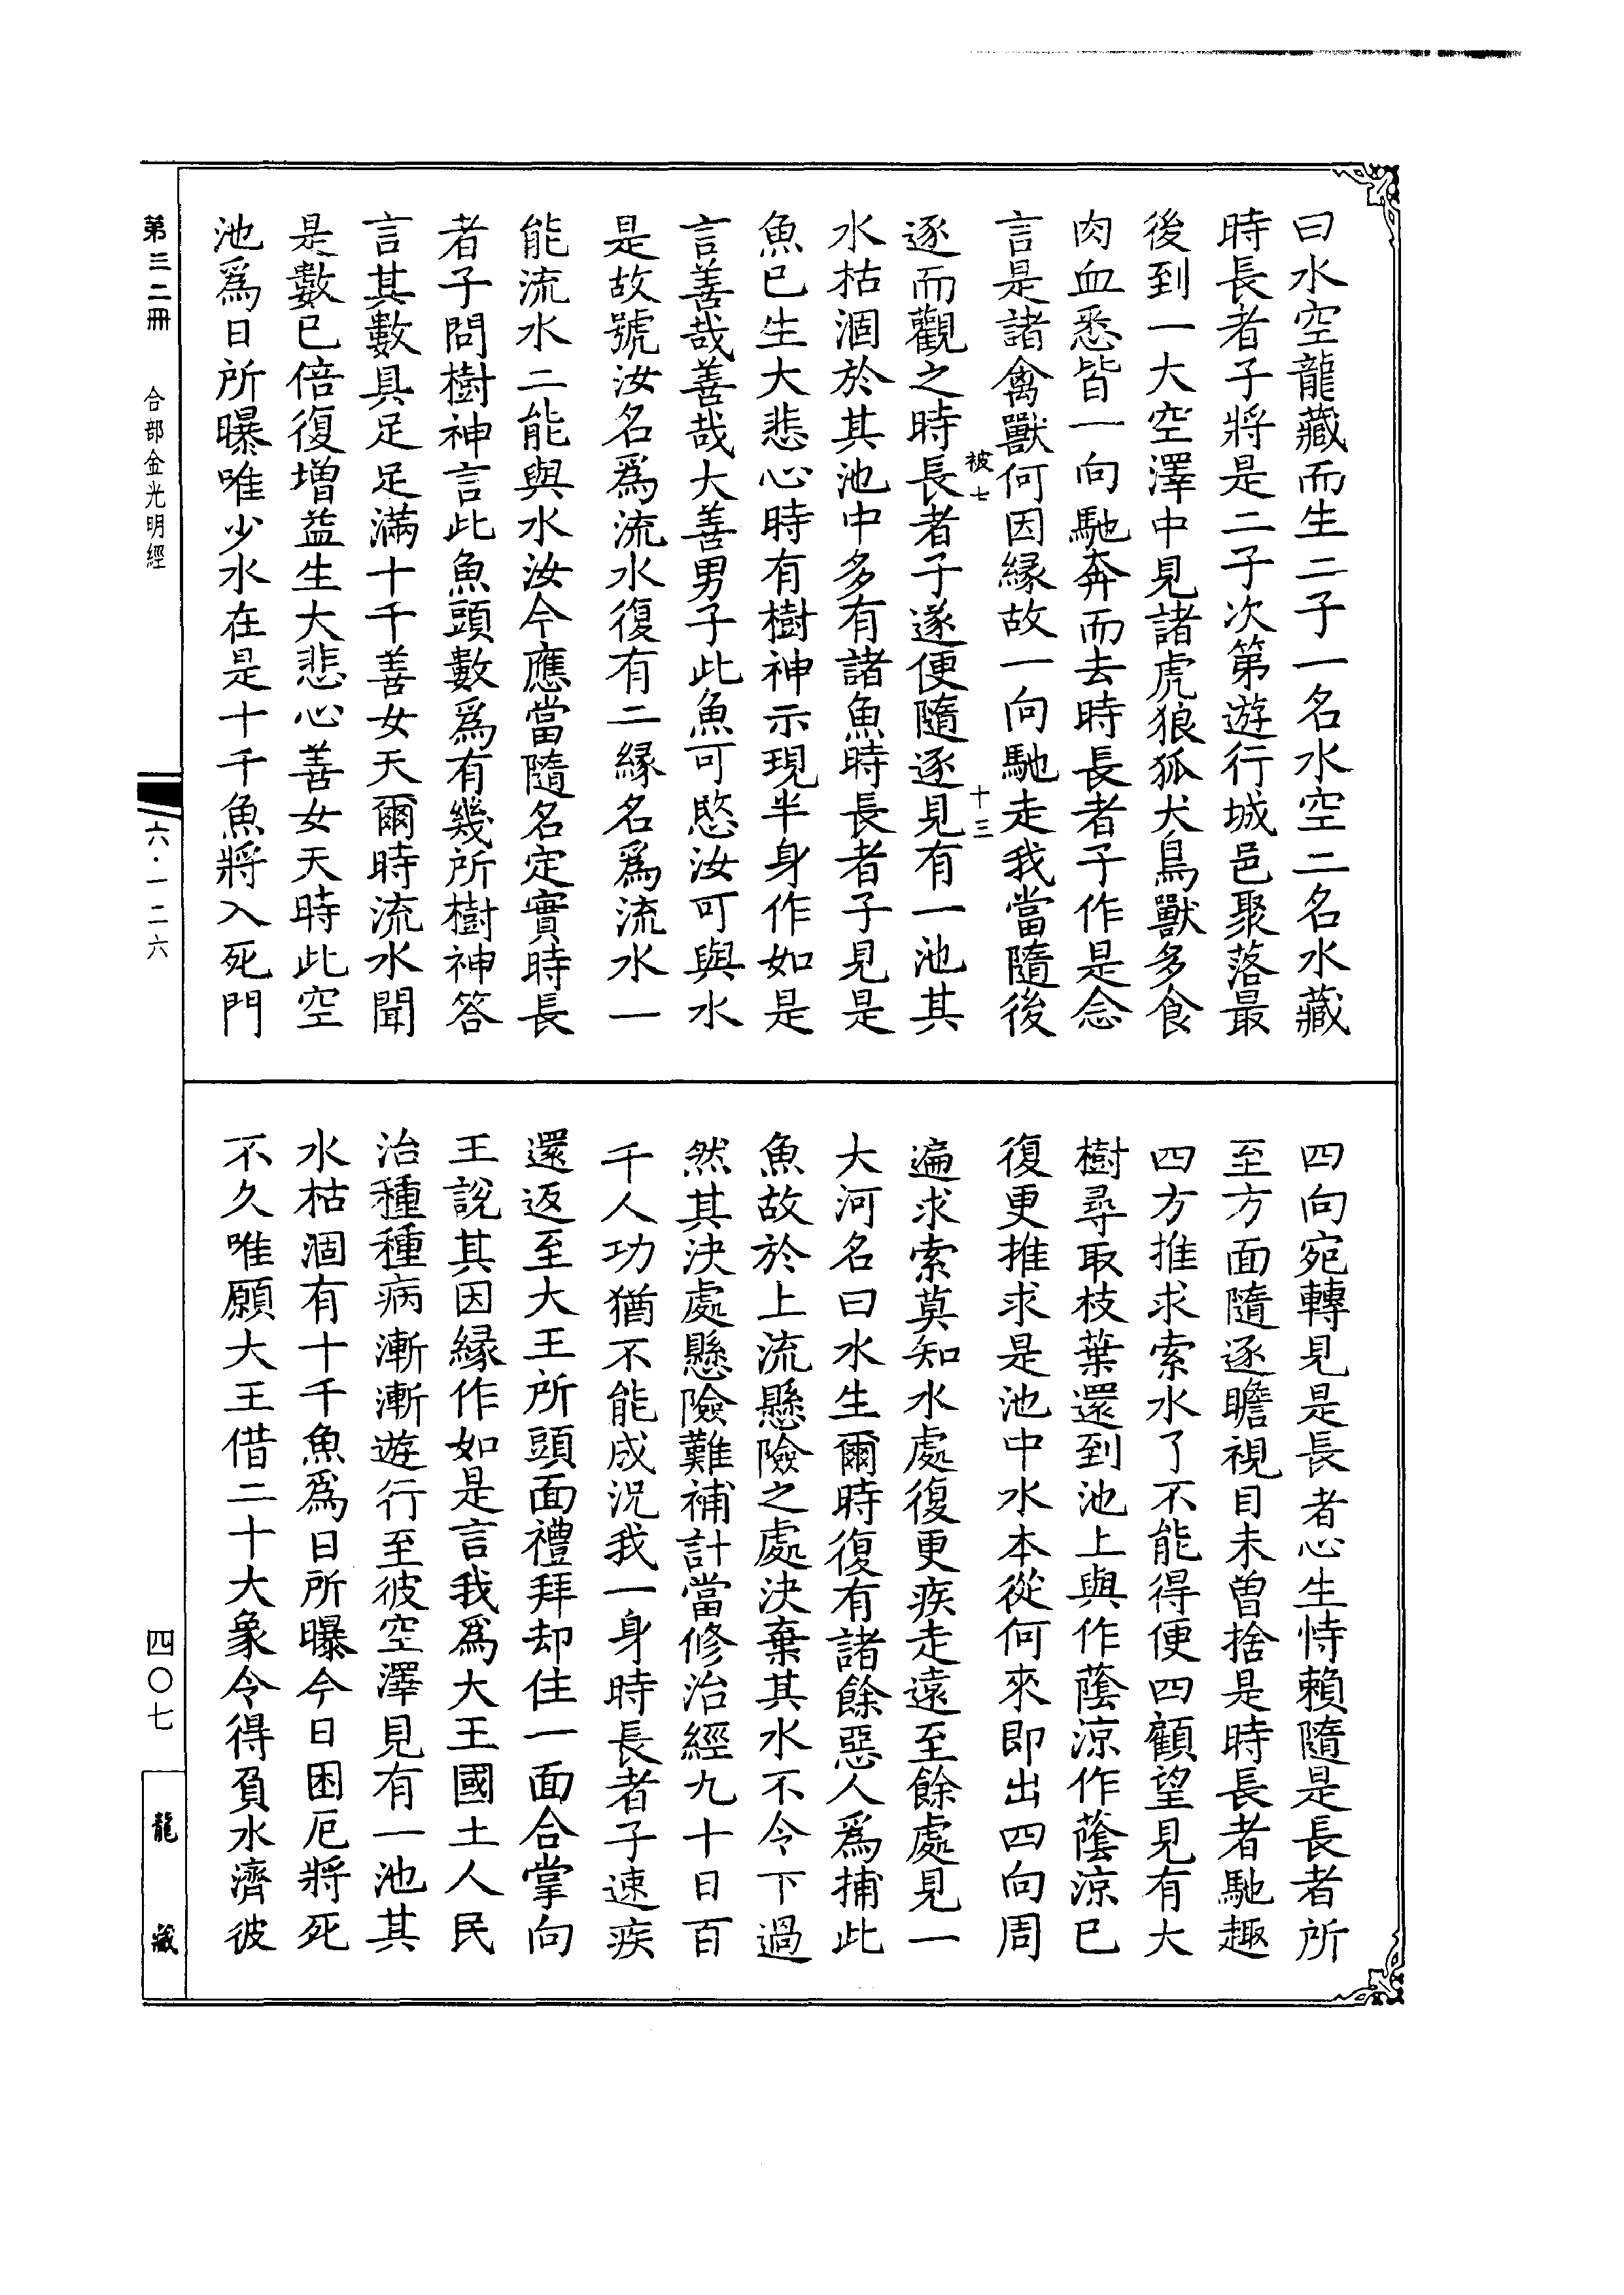 曰水空龍藏而生二子一名水空二名水藏
時長者子將是二子次第遊行城邑聚落最
後到一大空澤中見諸虎狼狐犬鳥獸多食
肉血悉皆一向馳奔而去時長者子作是念
言是諸禽獸何因緣故一向馳走我當隨後
被七 十三
逐而觀之時長者子遂便隨逐見有一池其
水枯涸於其池中多有諸魚時長者子見是
魚已生大悲心時有樹神示現半身作如是
言善哉善哉大善男子此魚可愍汝可與水
是故號汝名爲流水復有二緣名爲流水一
能流水二能與水汝今應當隨名定實時長
者子問樹神言此魚頭數爲有幾所樹神答
言其數具足足滿十千善女天爾時流水聞
是數已倍復增益生大悲心善女天時此空
池爲日所曝唯少水在是十千魚將入死門
四向宛轉見是長者心生恃賴隨是長者所
至方面隨逐瞻視目未曾捨是時長者馳趣
四方推求索水了不能得便四顧望見有大
樹尋取枝葉還到池上與作蔭涼作蔭涼已
復更推求是池中水本從何來即出四向周
遍求索莫知水處復更疾走遠至餘處見一
大河名曰水生爾時復有諸餘惡人爲捕此
魚故於上流懸險之處決棄其水不令下過
然其決處懸險難補計當修治經九十日百
千人功猶不能成況我一身時長者子速疾
還返至大王所頭面禮拜却住一面合掌向
王說其因緣作如是言我爲大王國土人民
治種種病漸漸遊行至彼空澤見有一池其
水枯涸有十千魚爲日所曝今日困厄將死
不久唯願大王借二十大象令得負水濟彼
第三二冊 合部金光明經 六·一二六 四〇七 龍藏